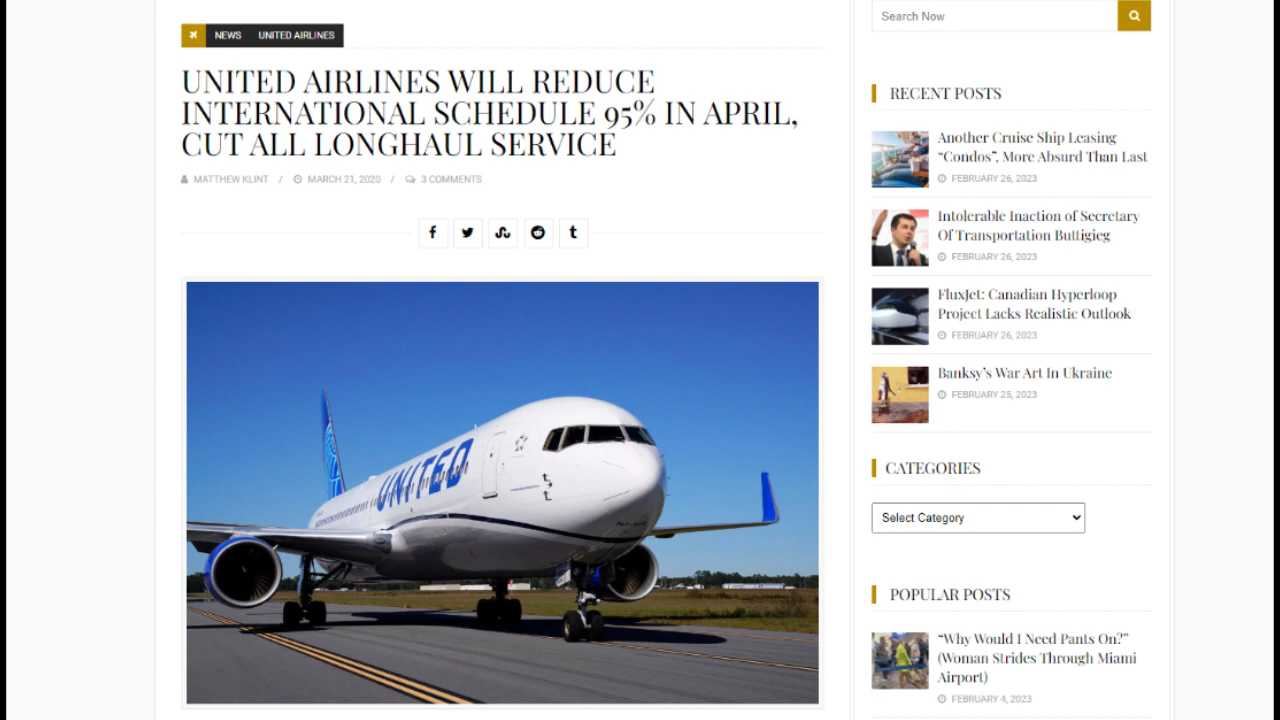 NEWS UNITED AIRLINES
UNITED AIRLINES WILL REDUCE
INTERNATIONAL SCHEDULE 95% IN APRIL,
CUT ALL LONGHAUL SERVICE
MATTHEW KLINT / MARCH 21, 2020 / 3 COMMENTS
UNITED
Search Now
RECENT POSTS
Another Cruise Ship Leasing
“Condos”, More Absurd Than Last
FEBRUARY 26, 2023
Intolerable Inaction of Secretary
Of Transportation Buttigieg
FEBRUARY 26, 2023
FluxJet: Canadian Hyperloop
Project Lacks Realistic Outlook
FEBRUARY 26, 2023
Banksy’s War Art In Ukraine
FEBRUARY 25, 2023
CATEGORIES
Select Category
POPULAR POSTS
“Why Would I Need Pants On?”
(Woman Strides Through Miami
Airport)
FEBRUARY 4, 2023